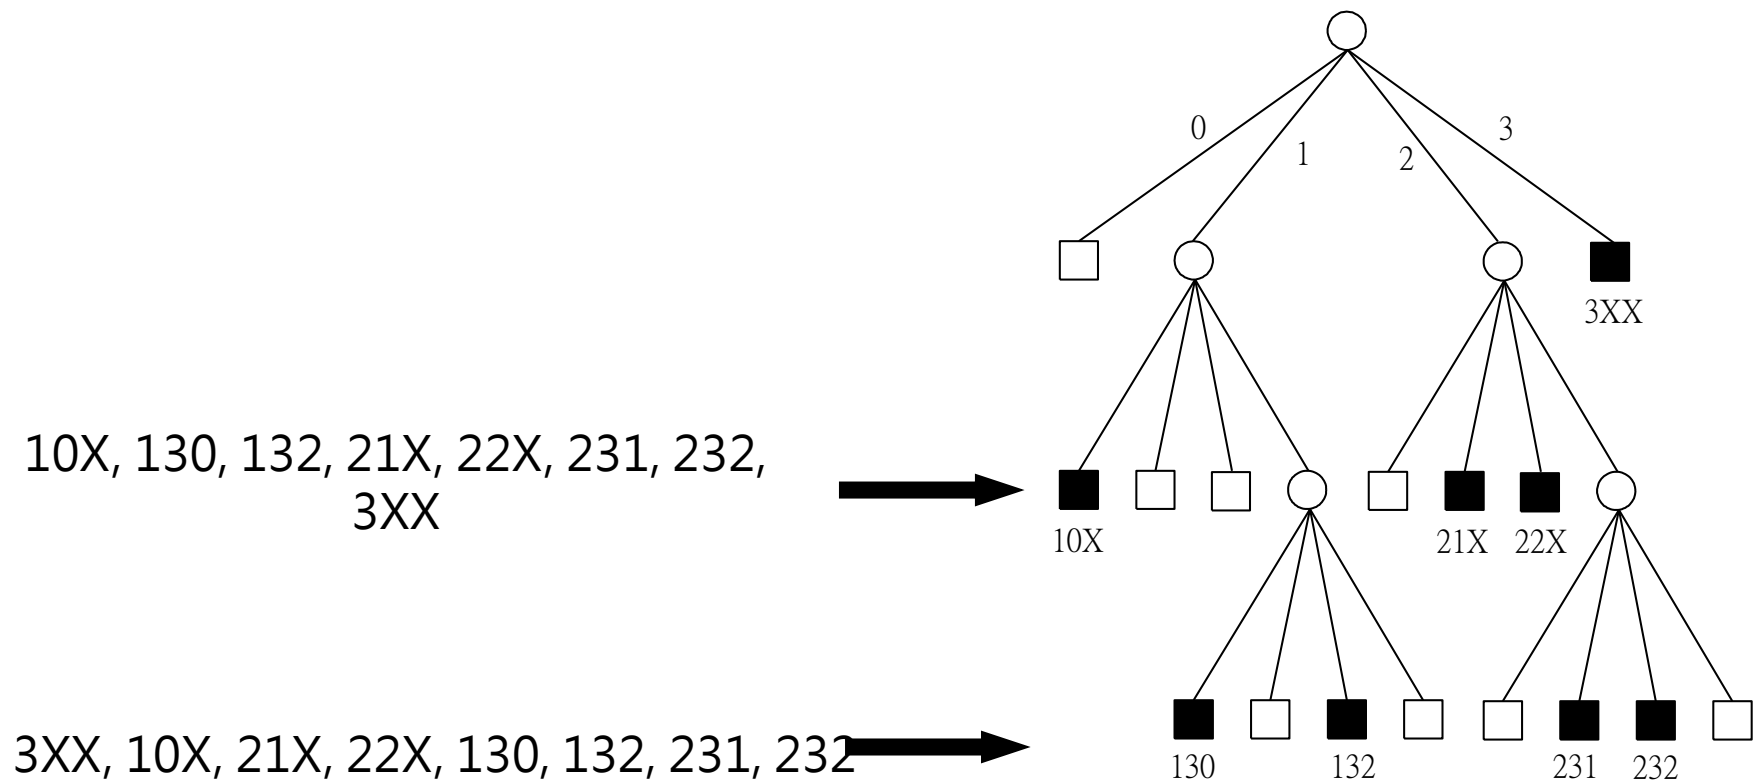 0
1
2
3
3XX
10X, 130, 132, 21X, 22X, 231, 232,
3XX
10X
21X
22X
3XX, 10X, 21X, 22X, 130, 132, 231, 232
130
132
231
232